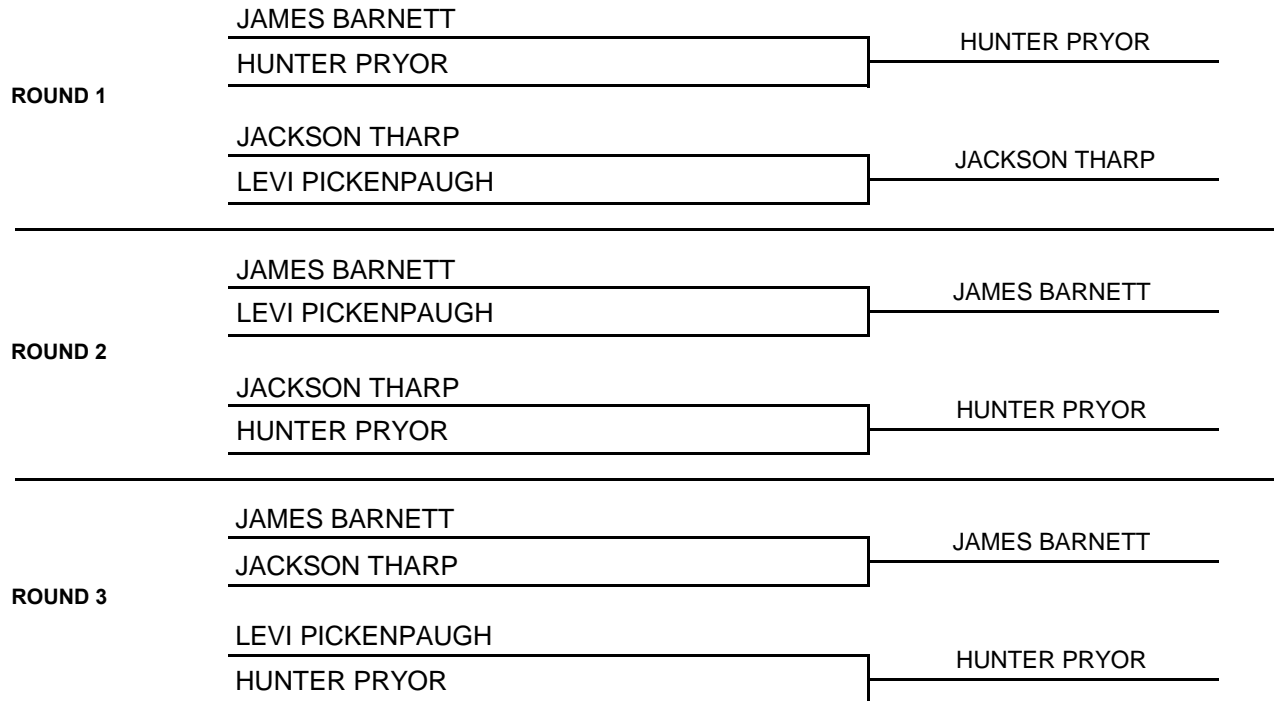 JAMES BARNETT
HUNTER PRYOR
HUNTER PRYOR
ROUND 1
JACKSON THARP
JACKSON THARP
LEVI PICKENPAUGH
JAMES BARNETT
JAMES BARNETT
LEVI PICKENPAUGH
ROUND 2
JACKSON THARP
HUNTER PRYOR
HUNTER PRYOR
JAMES BARNETT
JAMES BARNETT
JACKSON THARP
ROUND 3
LEVI PICKENPAUGH
HUNTER PRYOR
HUNTER PRYOR